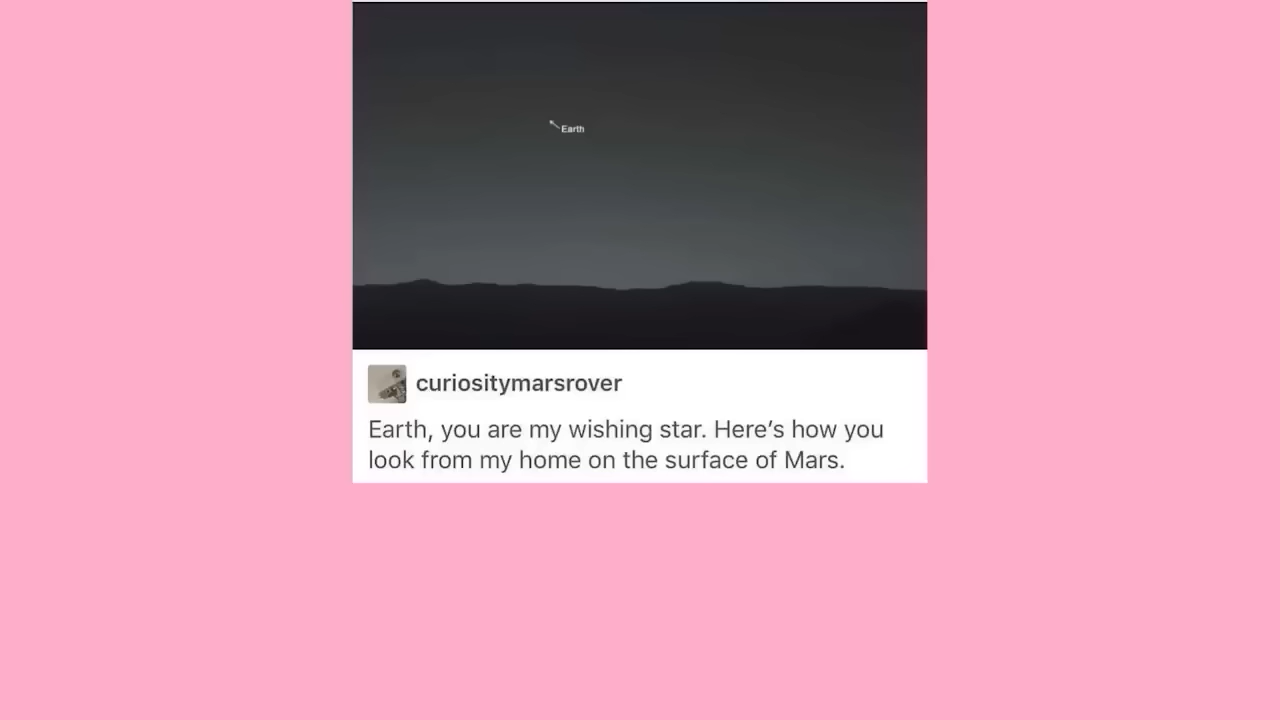 Earth
curiositymarsrover
Earth, you are my wishing star. Here’s how you
look from my home on the surface of Mars.